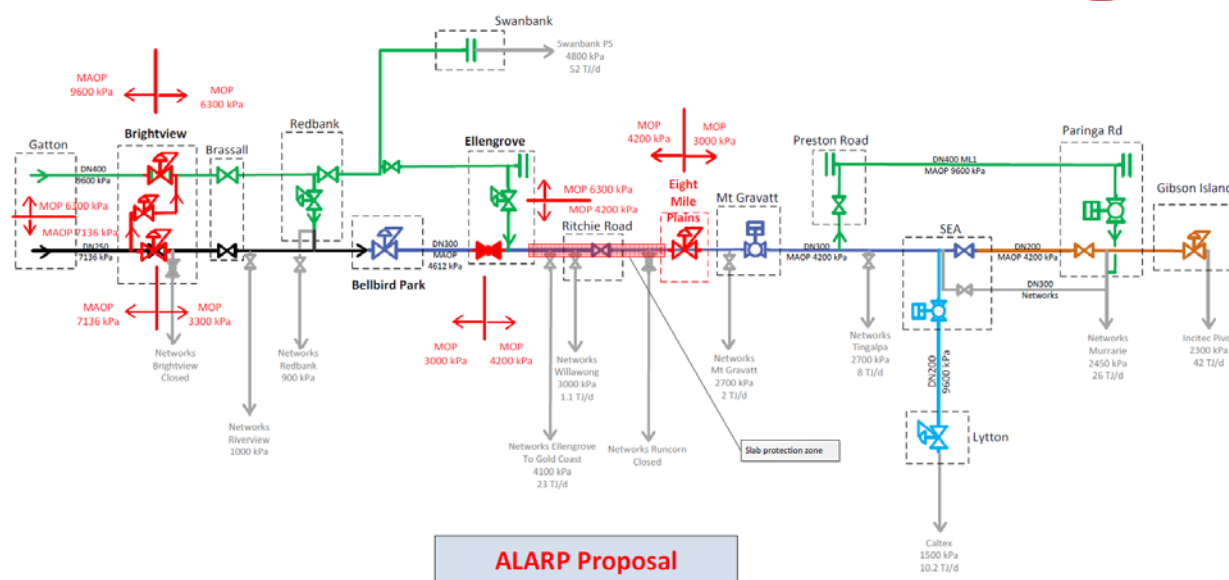 Swanbank
Swanbank PS
4800 kPa
52 TJ/d
MAOP
9600 kPa
MOP
6300 kPa
Brightview
Gatton
DN400
9600 kPa
MOP 6300 kPa
MAOP 7136 kPa
DN250
7136 kPa
Brassall
Redbank
Ellengrove
MOP
4200 kPa
MOP
3000 kPa
Preston Road
Paringa Rd
DN400 ML1
MAOP 9600 kPa
Gibson Island
MOP 6300 kPa
MOP 4200 kPa
Eight
Mile
Plains
Mt Gravatt
Ritchie Road
SEA
DN300
MAOP
4612 kPa
Bellbird Park
DN300
MAOP 4200 kPa
DN200
MAOP 4200 kPa
DN300
Networks
MAOP
7136 kPa
MOP
3300 kPa
MOP
3000 kPa
MOP
4200 kPa
Networks
Brightview
Closed
Networks
Redbank
900 kPa
Networks
Riverview
1000 kPa
Networks
Willawong
3000 kPa
1.1 TJ/d
Networks
Mt Gravatt
2700 kPa
2 TJ/d
Networks
Tingalpa
2700 kPa
8 TJ/d
DN200
9600 kPa
Networks
Murrarie
2450 kPa
26 TJ/d
Incitec Pivot
2300 kPa
42 TJ/d
Networks Ellengrove
To Gold Coast
4100 kPa
23 TJ/d
Networks Runcorn
Closed
Slab protection zone
Lytton
Caltex
1500 kPa
10.2 TJ/d
ALARP Proposal